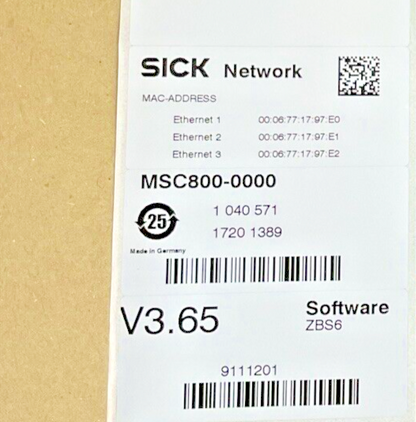 SICK Network
MAC-ADDRESS
Ethernet 1 00:06:77:17:97:E0
Ethernet 2 00:06:77:17:97:E1
Ethernet 3 00:06:77:17:97:E2
MSC800-0000
25
1 040 571
1720 1389
Made in Germany
V3.65
Software
ZBS6
9111201